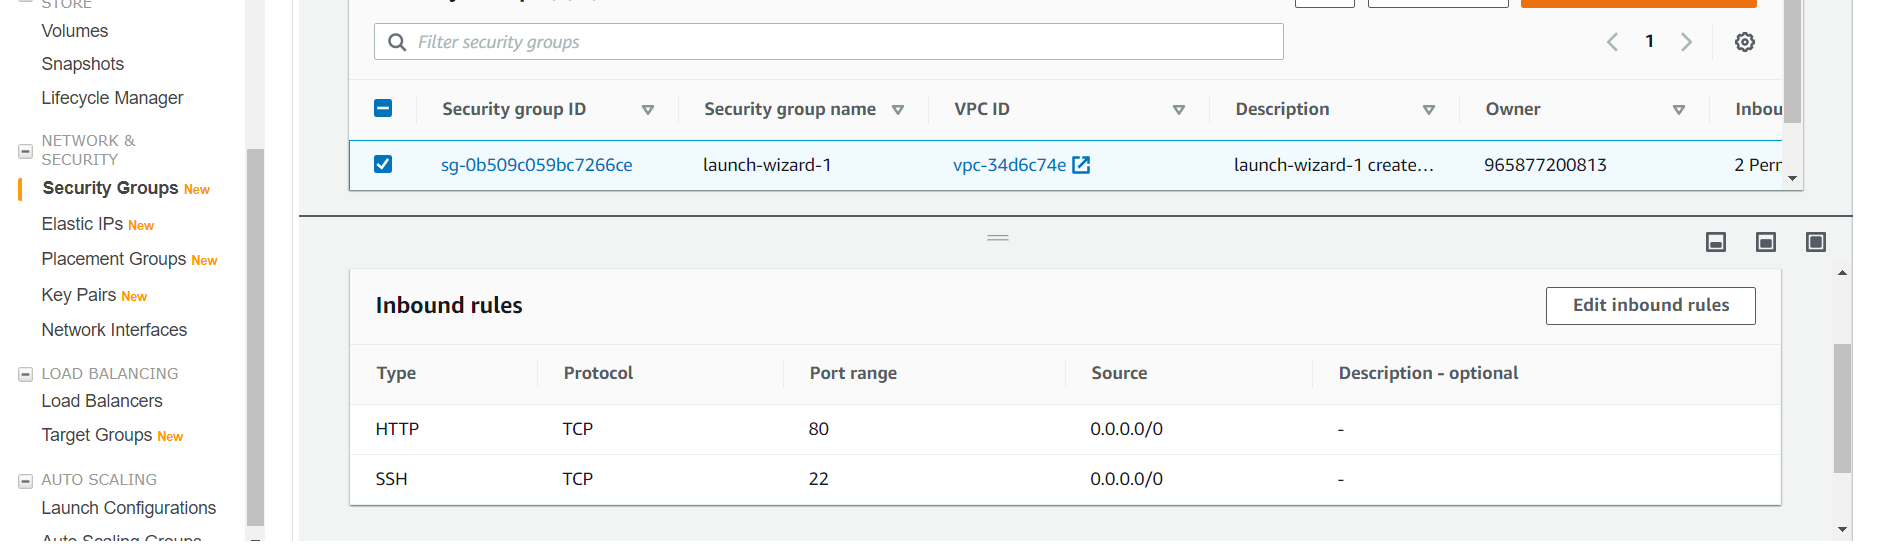 STORE
Volumes
Snapshots
Lifecycle Manager
NETWORK &
SECURITY
Security Groups New
Elastic IPs New
Placement Groups New
Key Pairs New
Network Interfaces
LOAD BALANCING
Load Balancers
Target Groups New
AUTO SCALING
Launch Configurations
Auto Scaling Groups
Filter security groups
1
Security group ID
Security group name
VPC ID
Description
Owner
Inbou
sg-0b509c059bc7266ce
launch-wizard-1
vpc-34d6c74e
launch-wizard-1 create...
965877200813
2 Perr
Inbound rules
Edit inbound rules
Type
Protocol
Port range
Source
Description - optional
HTTP
TCP
80
0.0.0.0/0
-
SSH
TCP
22
0.0.0.0/0
-